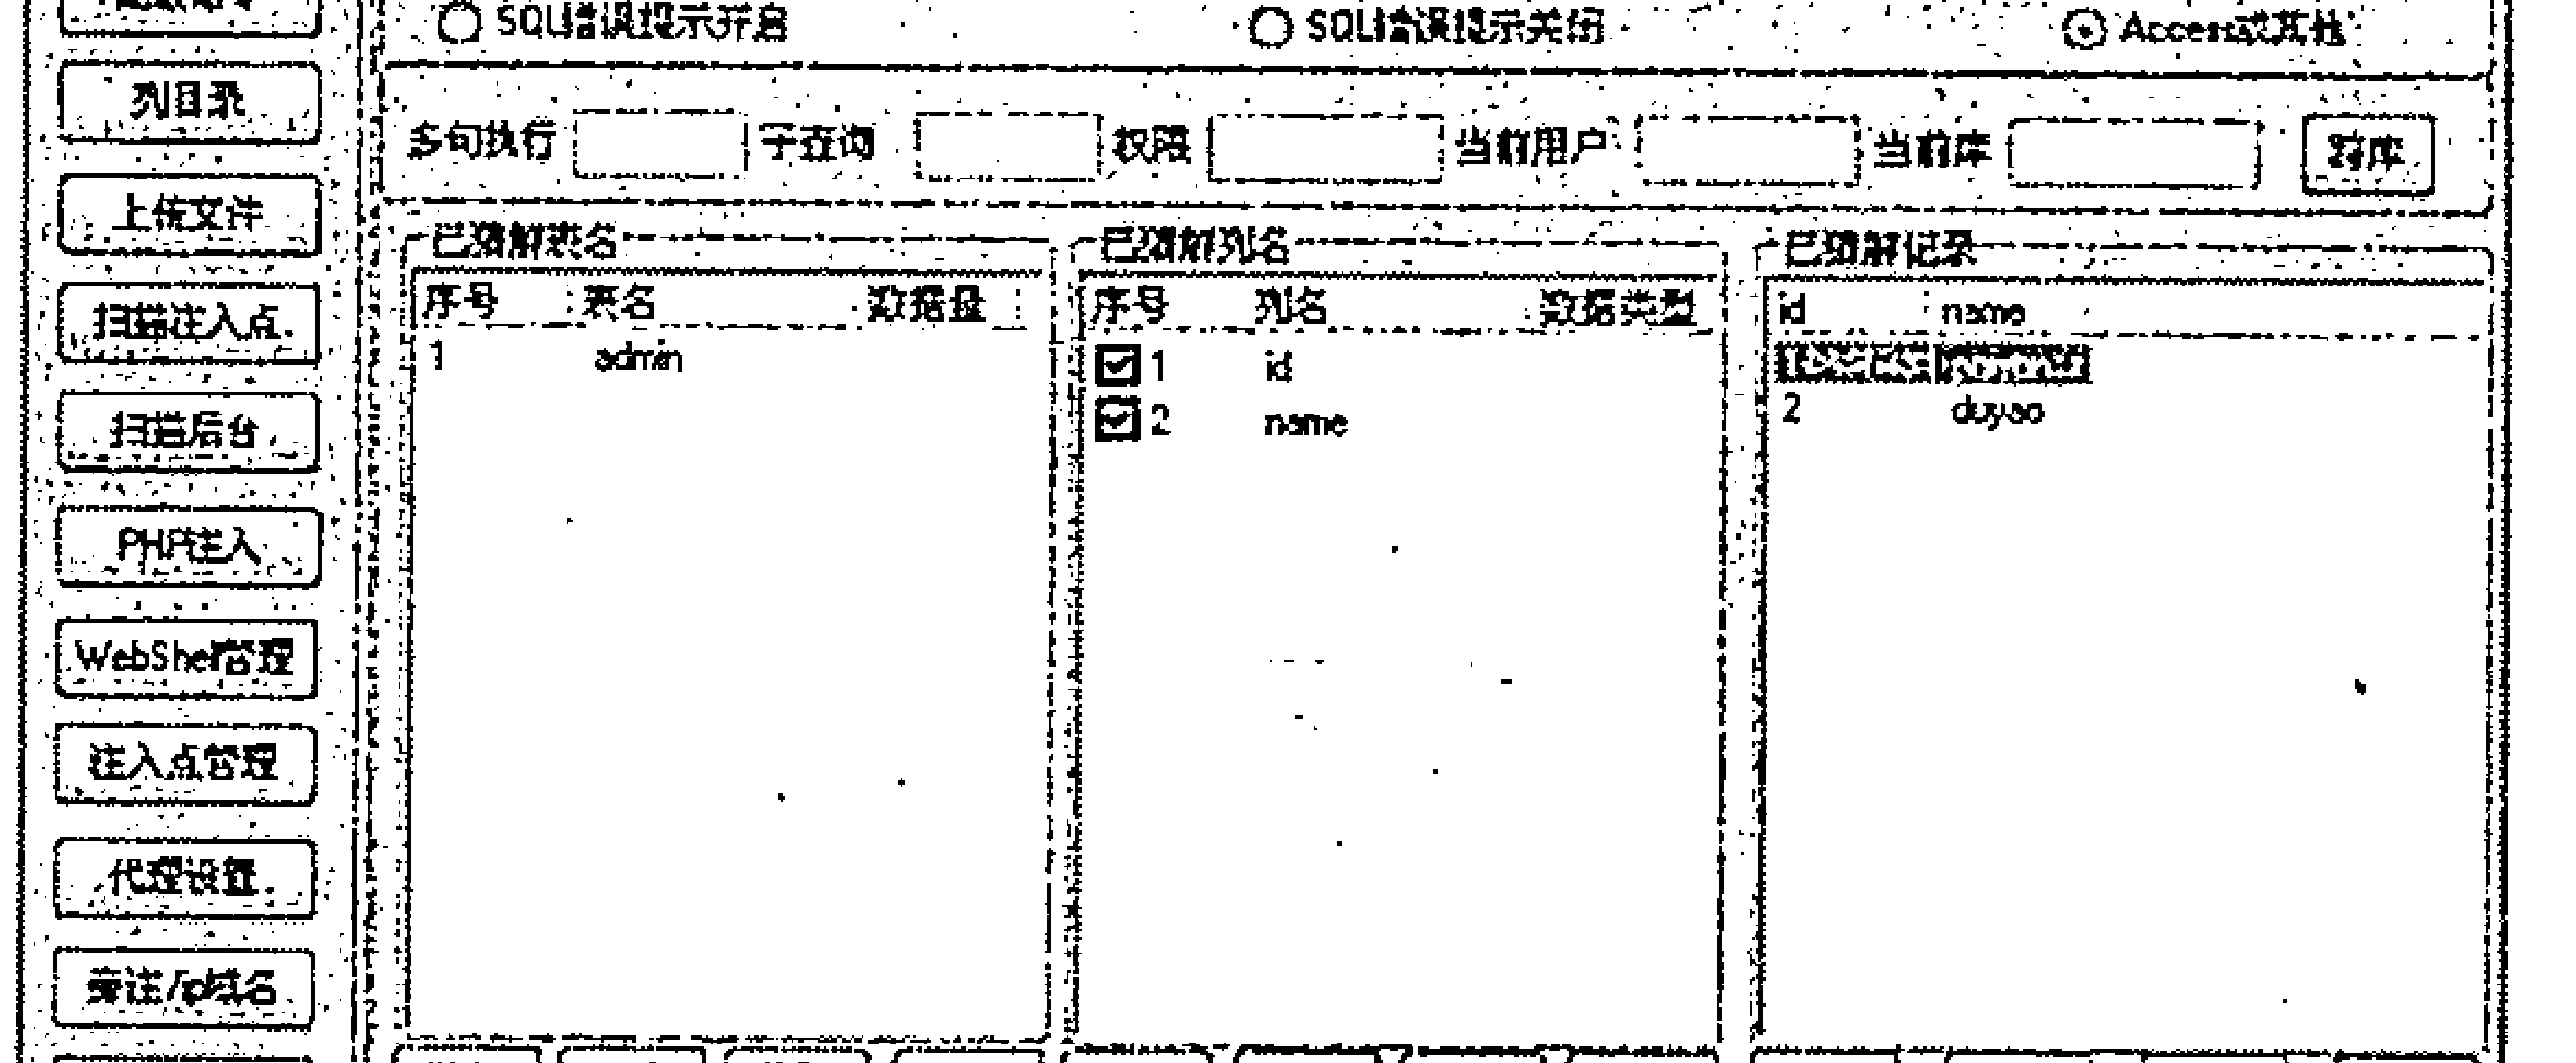 SQL错误提示开启 SQL错误提示关闭 Access或其他
列目录
多句执行 子查询 权限 当前用户 当前库 跨库
上传文件
已猜解表名 已猜解列名 已猜解记录
序号 表名 数据量 序号 列名 数据类型 id name
扫描注入点
1 admin 1 id
2 name 2 duyao
扫描后台
PHP注入
WebShell管理
注入点管理
代理设置
旁注/ip域名